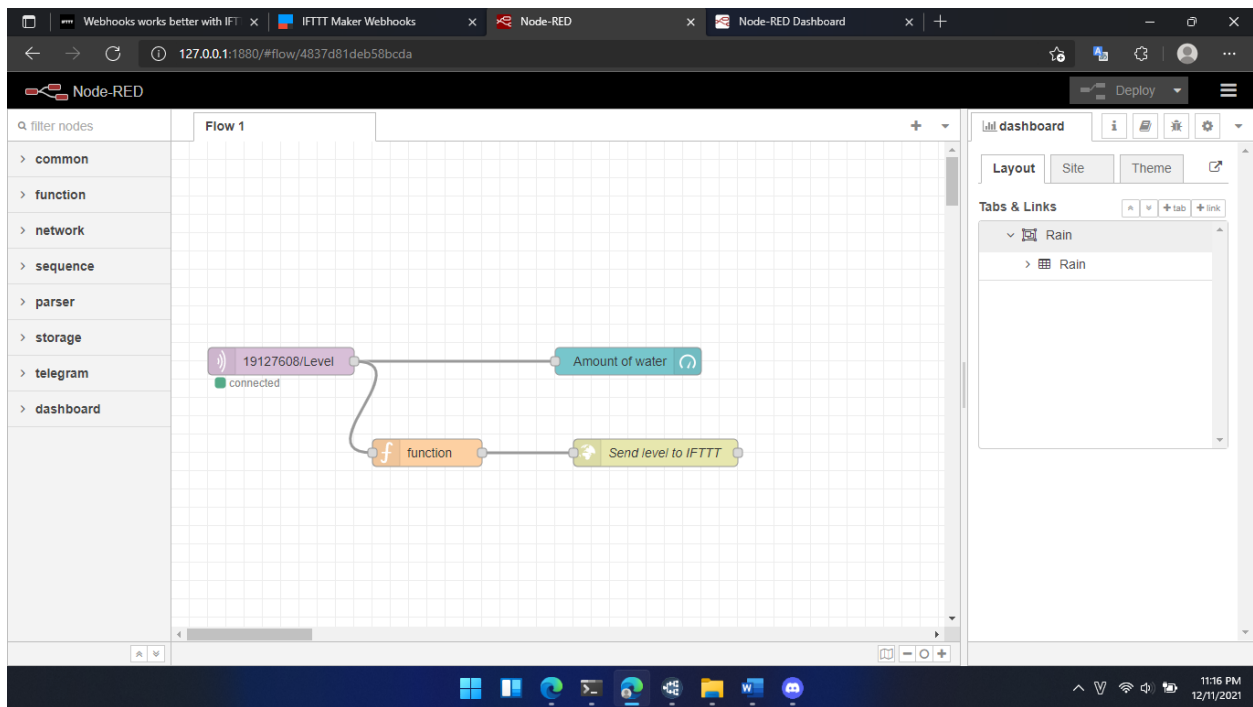 Webhooks works better with IFT
IFTTT Maker Webhooks
Node-RED
Node-RED Dashboard
127.0.0.1:1880/#flow/4837d81deb58bcda
Node-RED
Deploy
filter nodes
Flow 1
dashboard
i
common
function
network
sequence
parser
storage
telegram
dashboard
Layout
Site
Theme
Tabs & Links
+ tab
+ link
Rain
Rain
19127608/Level
connected
Amount of water
f
function
Send level to IFTTT
11:16 PM
12/11/2021